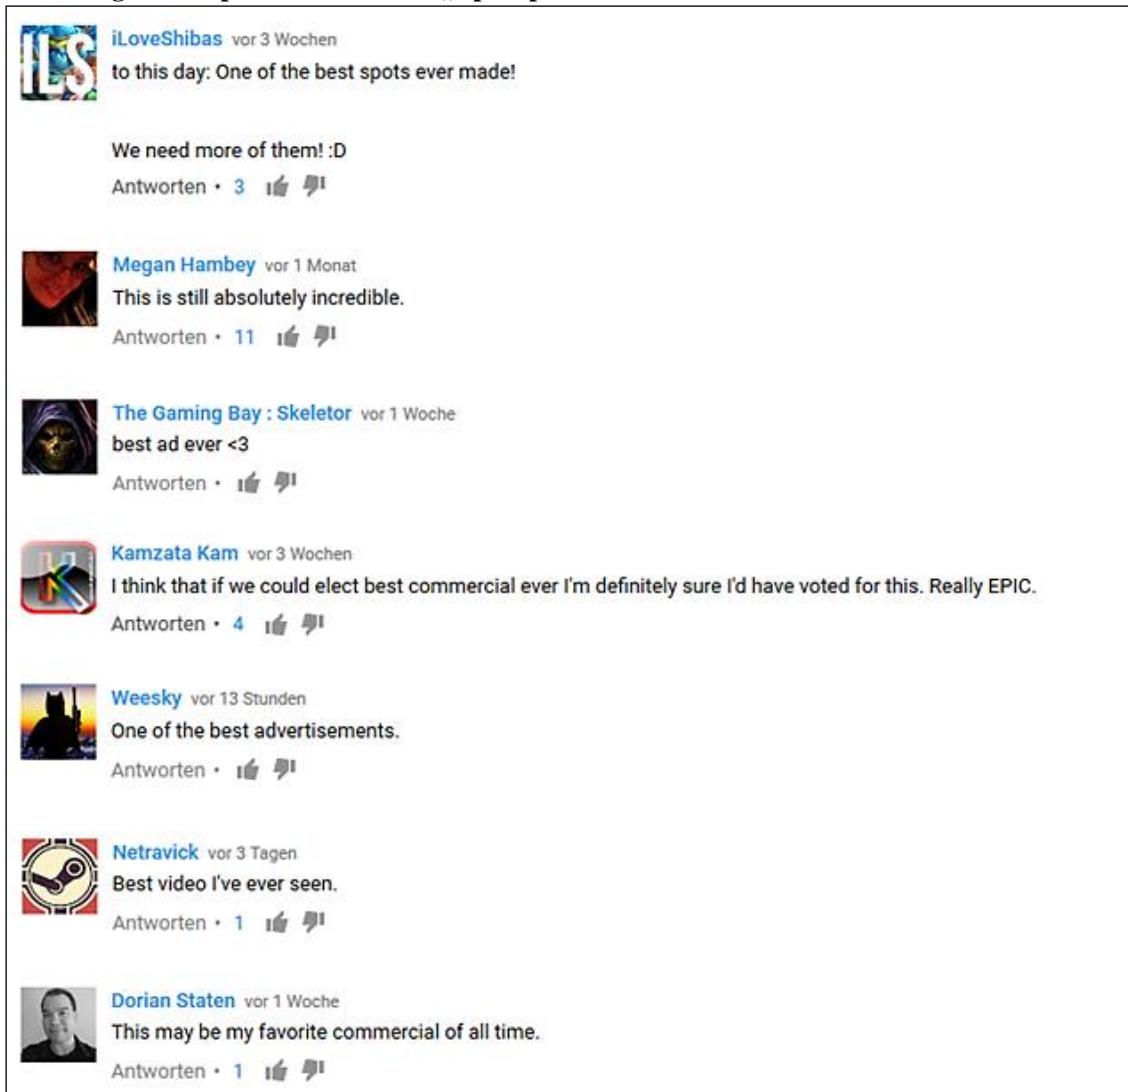 iLoveShibas vor 3 Wochen
ILS
to this day: One of the best spots ever made!
We need more of them! :D
Antworten • 3
Megan Hambey vor 1 Monat
This is still absolutely incredible.
Antworten • 11
The Gaming Bay : Skeletor vor 1 Woche
best ad ever <3
Antworten •
Kamzata Kam vor 3 Wochen
K
I think that if we could elect best commercial ever I'm definitely sure I'd have voted for this. Really EPIC.
Antworten • 4
Weesky vor 13 Stunden
One of the best advertisements.
Antworten •
Netravick vor 3 Tagen
Best video I've ever seen.
Antworten • 1
Dorian Staten vor 1 Woche
This may be my favorite commercial of all time.
Antworten • 1